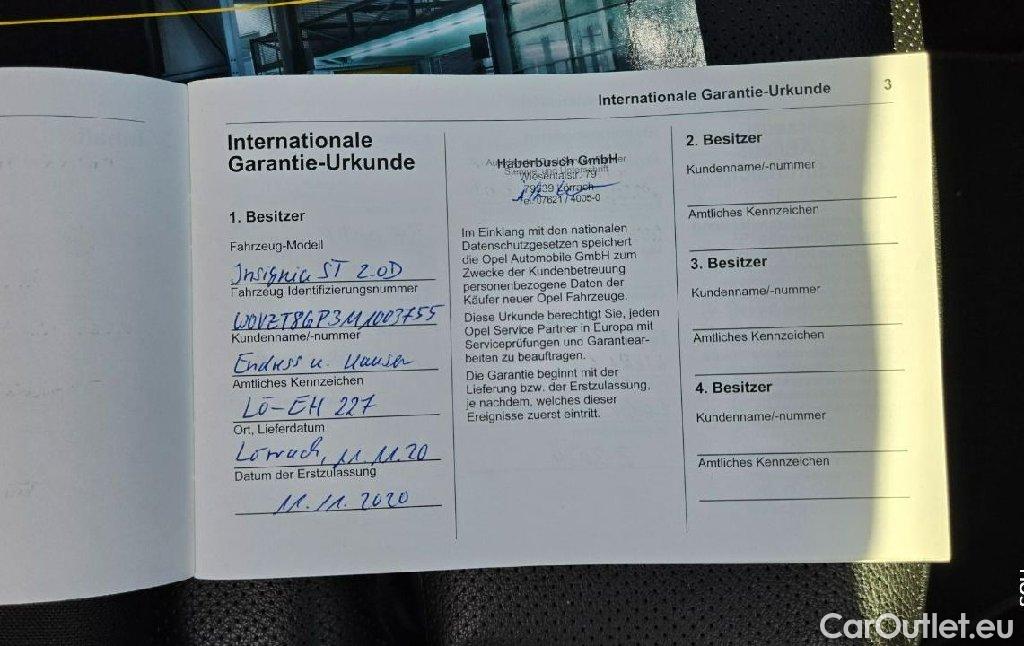 Internationale Garantie-Urkunde
3
Internationale
Garantie-Urkunde
1. Besitzer
Fahrzeug-Modell
Insignia ST 2.0D
Fahrzeug-Identifizierungsnummer
W0VZT8GP3M1003755
Kundenname/-nummer
Endress u. Hauser
Amtliches Kennzeichen
LÖ-EH 227
Ort, Lieferdatum
Lörrach, 11.11.20
Datum der Erstzulassung
11.11.2020
Haberbusch GmbH
Wiesentalstr. 79
79539 Lörrach
Im Einklang mit den nationalen
Datenschutzgesetzen speichert
die Opel Automobile GmbH zum
Zwecke der Kundenbetreuung
personenbezogene Daten der
Käufer neuer Opel Fahrzeuge.
Diese Urkunde berechtigt Sie, jeden
Opel Service Partner in Europa mit
Serviceprüfungen und Garantiear-
beiten zu beauftragen.
Die Garantie beginnt mit der
Lieferung bzw. der Erstzulassung,
je nachdem, welches dieser
Ereignisse zuerst eintritt.
2. Besitzer
Kundenname/-nummer
Amtliches Kennzeichen
3. Besitzer
Kundenname/-nummer
Amtliches Kennzeichen
4. Besitzer
Kundenname/-nummer
Amtliches Kennzeichen
CarOutlet.eu